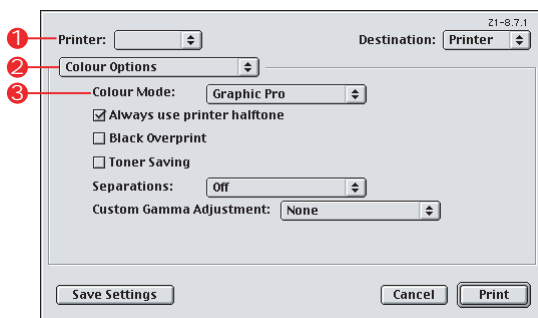 Z1-8.7.1
1 Printer: Destination: Printer
2 Colour Options
3 Colour Mode: Graphic Pro
Always use printer halftone
Black Overprint
Toner Saving
Separations: Off
Custom Gamma Adjustment: None
Save Settings Cancel Print